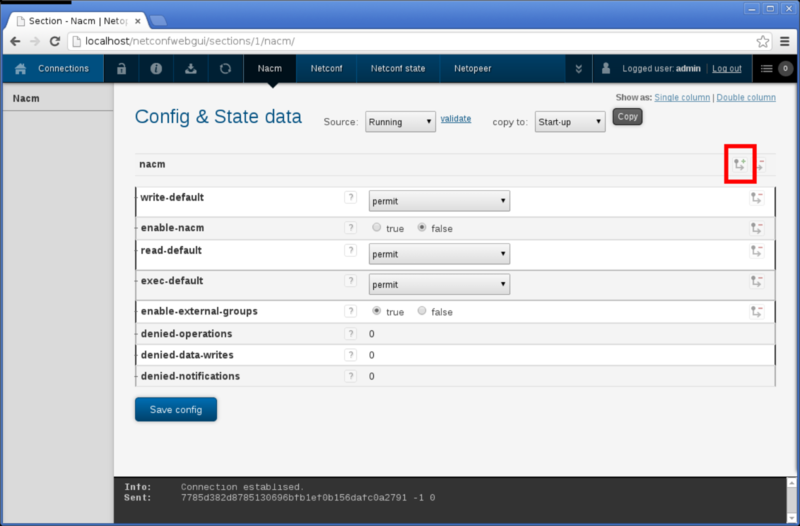 Section - Nacm | Netop
localhost/netconfwebgui/sections/1/nacm/
Connections Nacm Netconf Netconf state Netopeer Logged user: admin | Log out 0
Nacm
Show as: Single column | Double column
Config & State data Source: Running validate copy to: Start-up Copy
nacm
write-default ? permit
enable-nacm ? true false
read-default ? permit
exec-default ? permit
enable-external-groups ? true false
denied-operations ? 0
denied-data-writes ? 0
denied-notifications ? 0
Save config
Info: Connection establised.
Sent: 7785d382d8785130696bfb1ef0b156dafc0a2791 -1 0